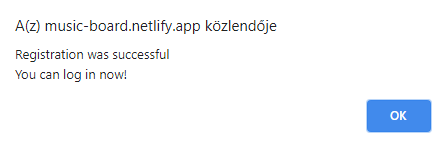 A(z) music-board.netlify.app közlendője
Registration was successful
You can log in now!
OK